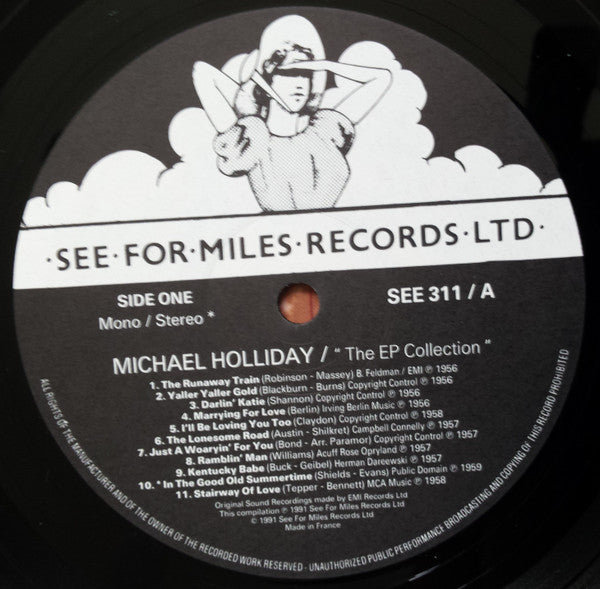 ·SEE·FOR·MILES·RECORDS·LTD·
SIDE ONE
SEE 311 / A
Mono / Stereo *
MICHAEL HOLLIDAY / " The EP Collection "
1. The Runaway Train (Robinson - Massey) B. Feldman / EMI ℗ 1956
2. Yaller Yaller Gold (Blackburn - Burns) Copyright Control ℗ 1956
3. Darlin' Katie (Shannon) Copyright Control ℗ 1956
4. Marrying For Love (Berlin) Irving Berlin Music ℗ 1956
5. I'll Be Loving You Too (Claydon) Copyright Control ℗ 1958
6. The Lonesome Road (Austin - Shilkret) Campbell Connelly ℗ 1957
7. Just A Woaryin' For You (Bond - Arr. Paramor) Copyright Control ℗ 1957
8. Ramblin' Man (Williams) Acuff Rose Opryland ℗ 1957
9. Kentucky Babe (Buck - Geibel) Herman Darewski ℗ 1957
10. * In The Good Old Summertime (Shields - Evans) Public Domain ℗ 1959
11. Stairway Of Love (Tepper - Bennett) MCA Music ℗ 1958
Original Sound Recordings made by EMI Records Ltd
This compilation ℗ 1991 See For Miles Records Ltd
© 1991 See For Miles Records Ltd
Made in France
ALL RIGHTS OF THE MANUFACTURER AND OF THE OWNER OF THE RECORDED WORK RESERVED - UNAUTHORIZED PUBLIC PERFORMANCE BROADCASTING AND COPYING OF THIS RECORD PROHIBITED